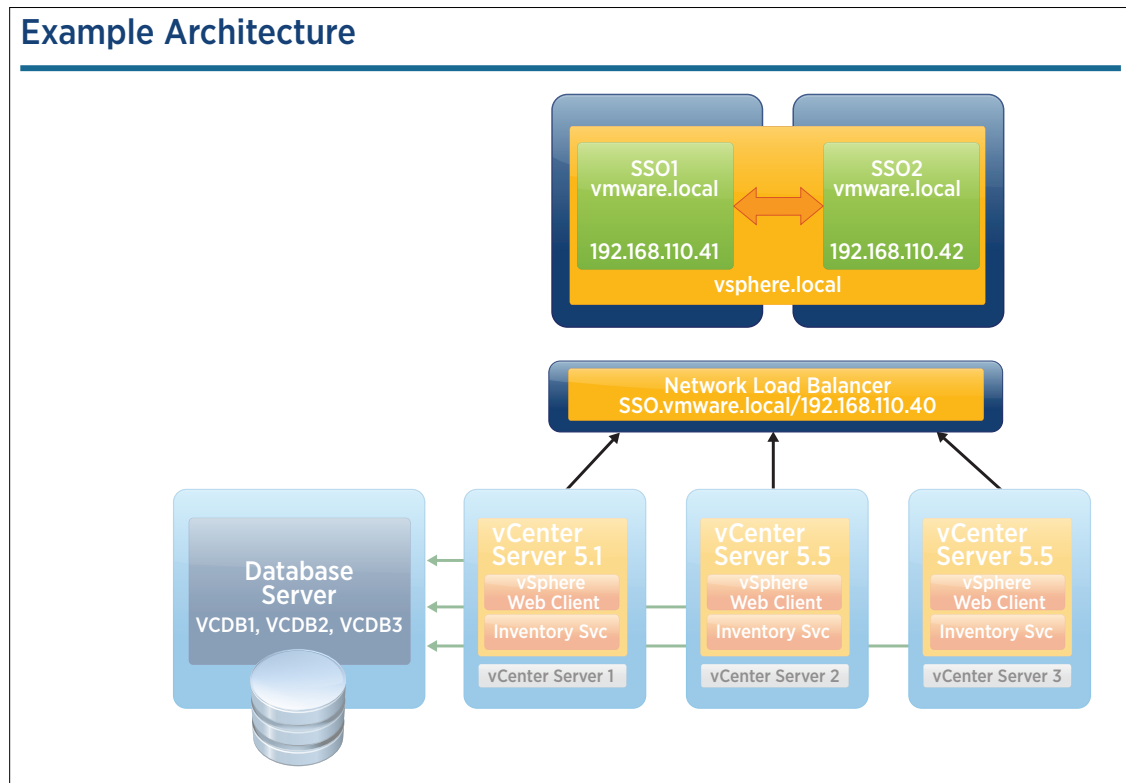 Example Architecture
SSO1
vmware.local
192.168.110.41
SSO2
vmware.local
192.168.110.42
vsphere.local
Network Load Balancer
SSO.vmware.local/192.168.110.40
Database
Server
VCDB1, VCDB2, VCDB3
vCenter
Server 5.1
vSphere
Web Client
Inventory Svc
vCenter Server 1
vCenter
Server 5.5
vSphere
Web Client
Inventory Svc
vCenter Server 2
vCenter
Server 5.5
vSphere
Web Client
Inventory Svc
vCenter Server 3